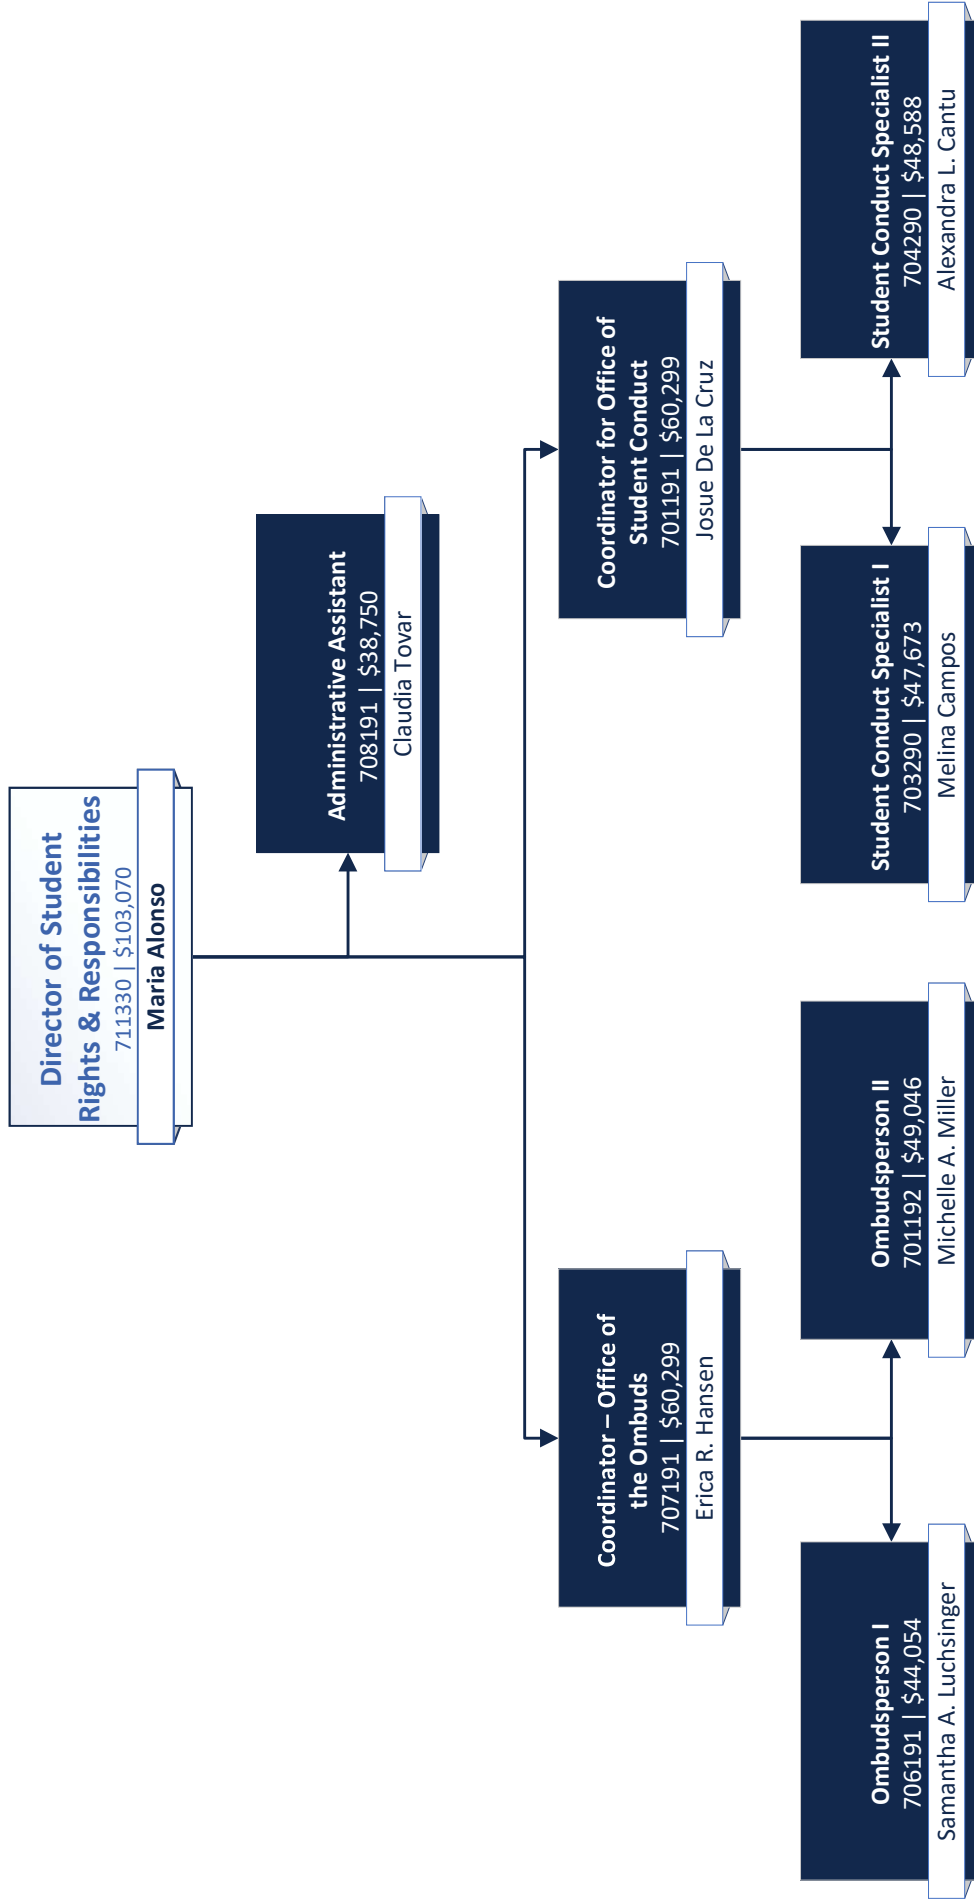 Director of Student
Rights & Responsibilities
711330 | $103,070
Maria Alonso
Administrative Assistant
708191 | $38,750
Claudia Tovar
Coordinator – Office of
the Ombuds
707191 | $60,299
Erica R. Hansen
Coordinator for Office of
Student Conduct
701191 | $60,299
Josue De La Cruz
Ombudsperson I
706191 | $44,054
Samantha A. Luchsinger
Ombudsperson II
701192 | $49,046
Michelle A. Miller
Student Conduct Specialist I
703290 | $47,673
Melina Campos
Student Conduct Specialist II
704290 | $48,588
Alexandra L. Cantu